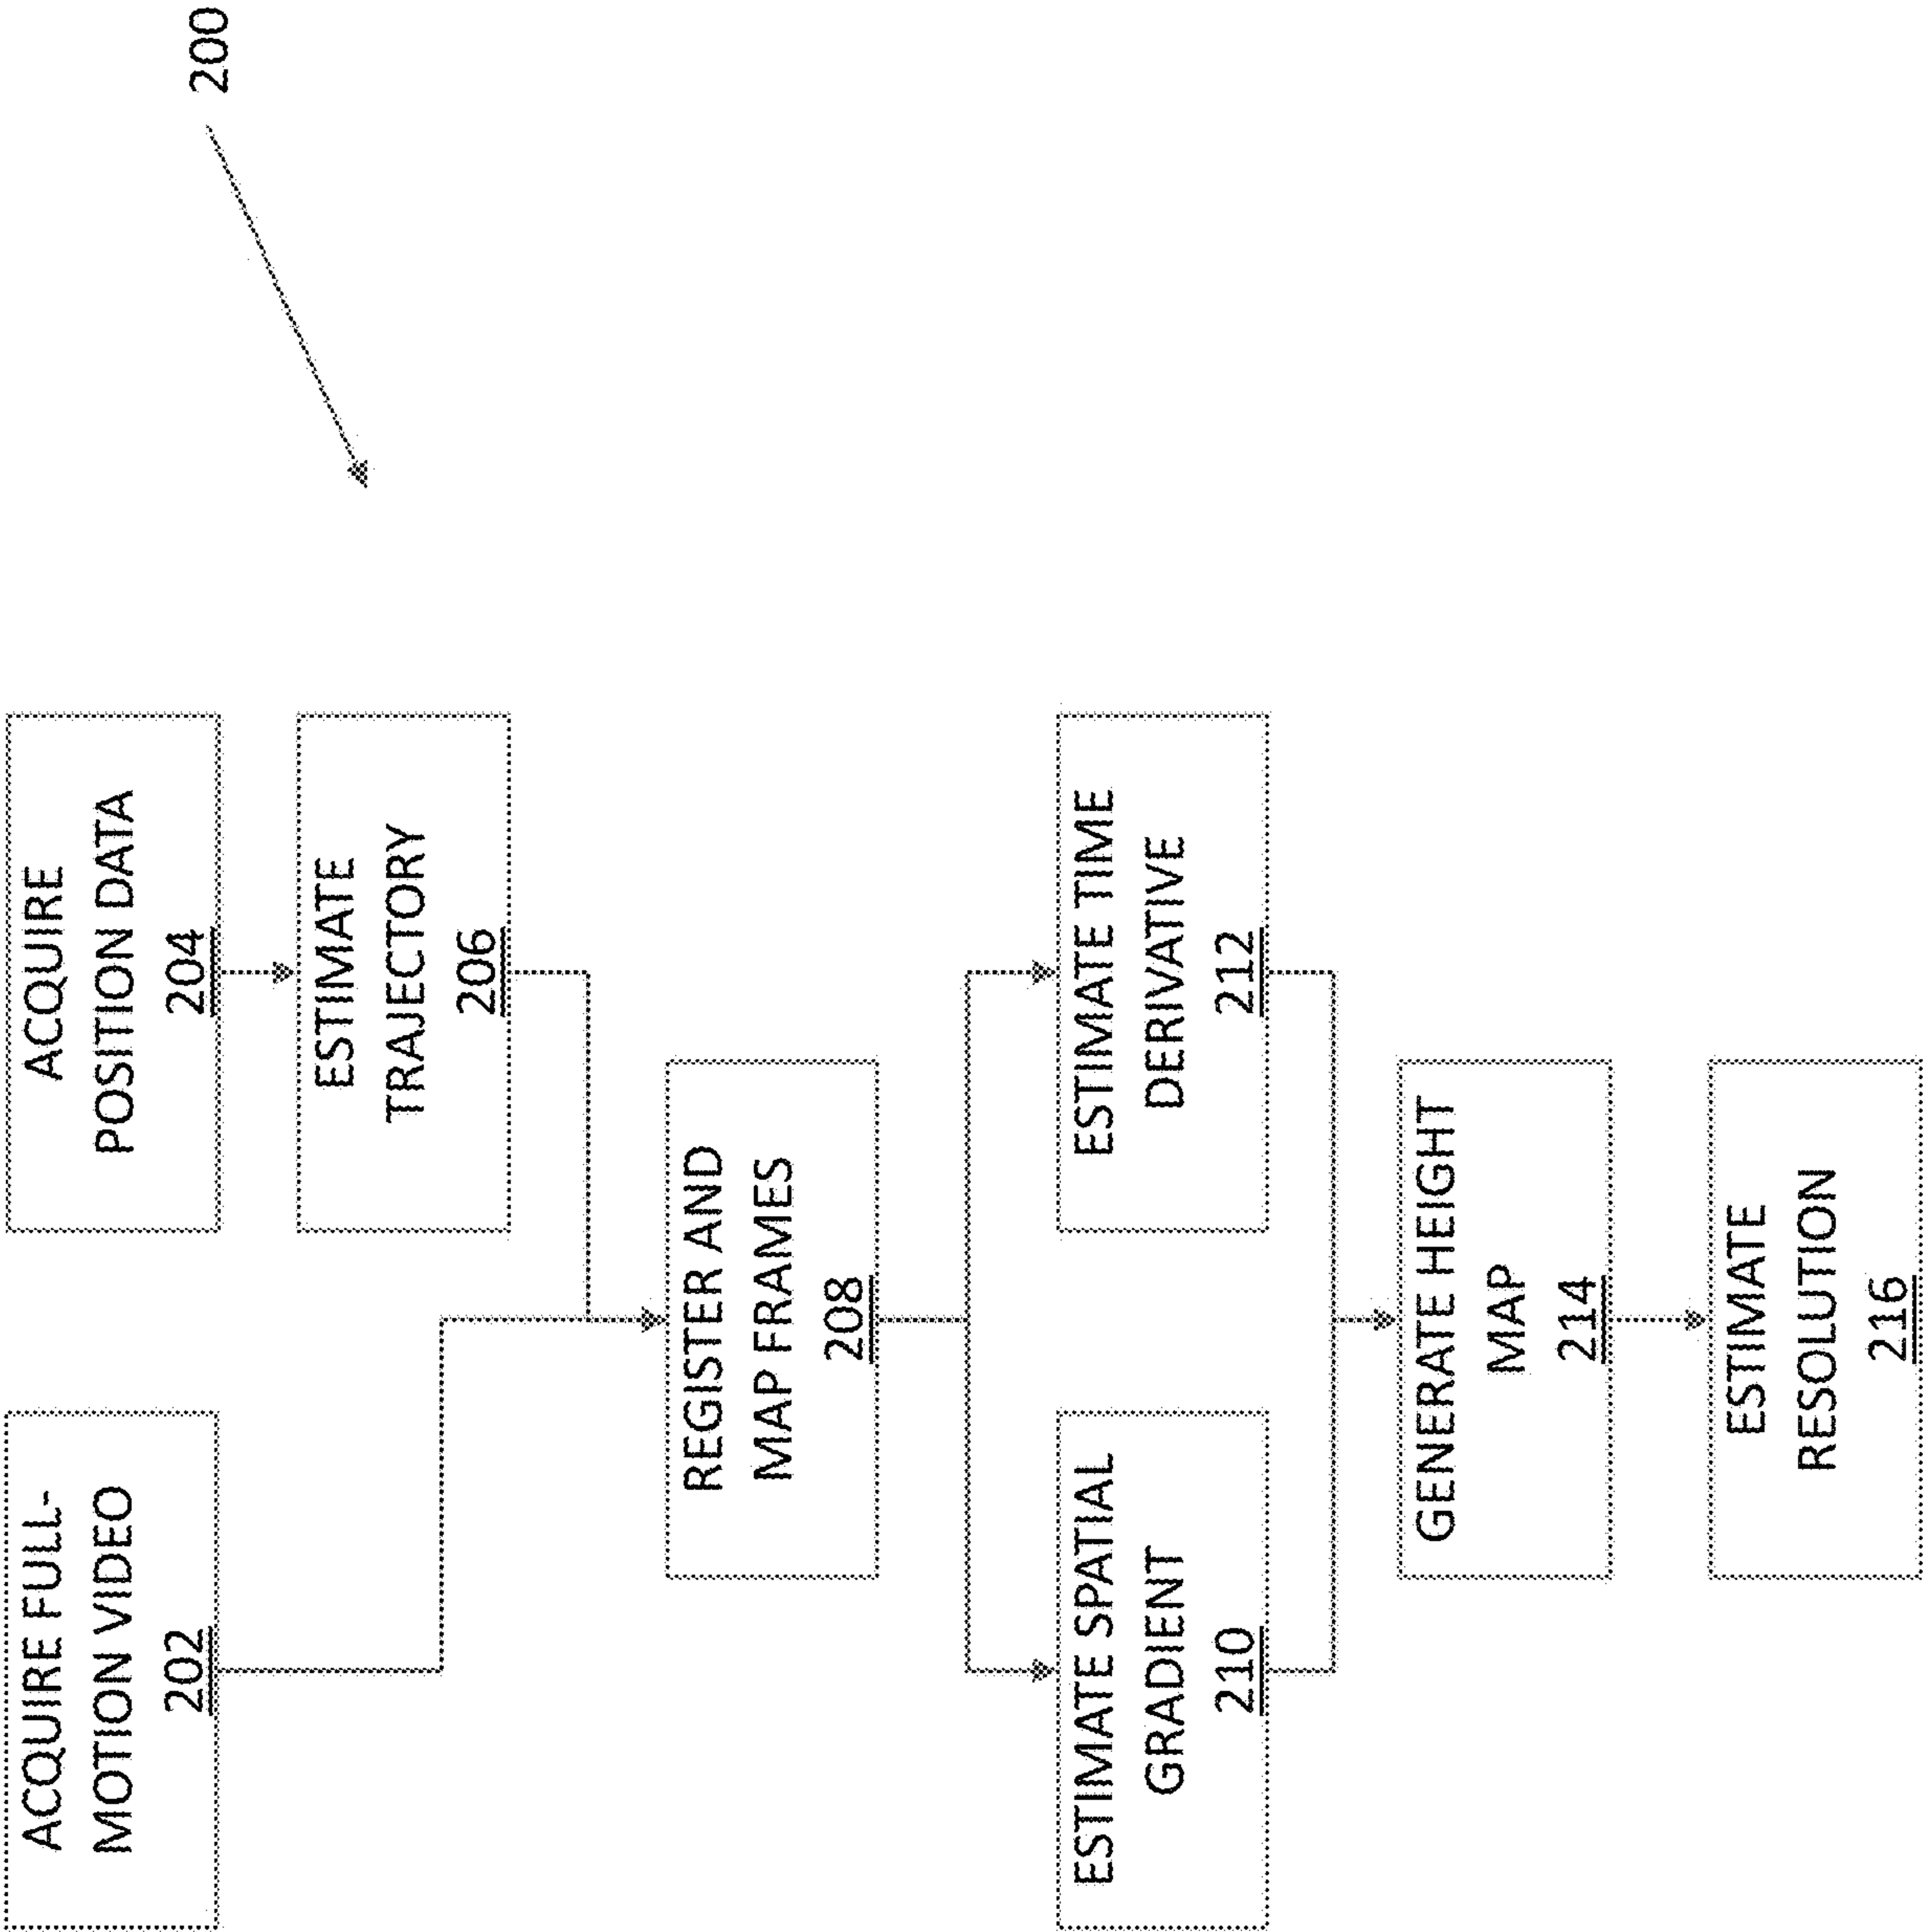 200
ACQUIRE FULL-
MOTION VIDEO
202
ACQUIRE
POSITION DATA
204
ESTIMATE
TRAJECTORY
206
REGISTER AND
MAP FRAMES
208
ESTIMATE SPATIAL
GRADIENT
210
ESTIMATE TIME
DERIVATIVE
212
GENERATE HEIGHT
MAP
214
ESTIMATE
RESOLUTION
216